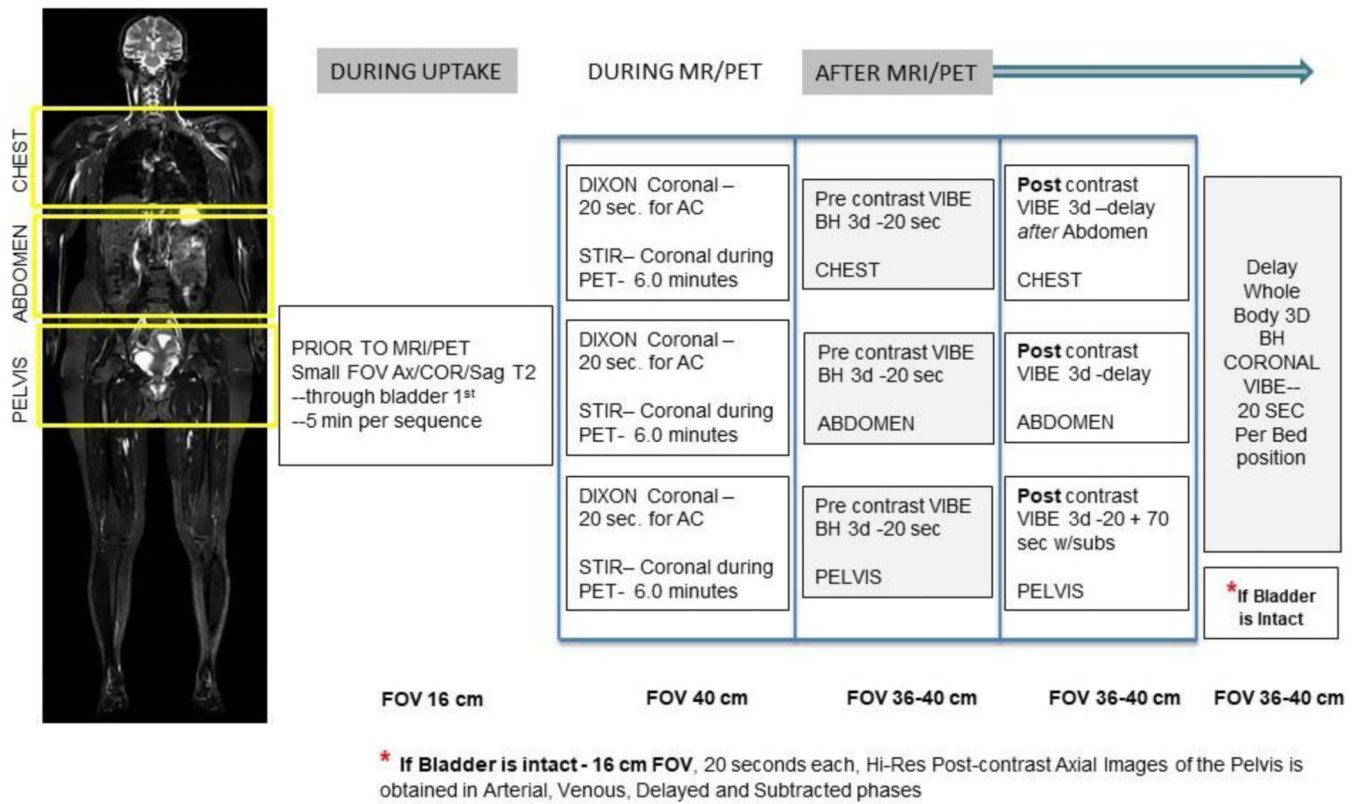 DURING UPTAKE
DURING MR/PET
AFTER MRI/PET
CHEST
ABDOMEN
PELVIS
PRIOR TO MRI/PET
Small FOV Ax/COR/Sag T2
--through bladder 1st
--5 min per sequence
DIXON Coronal –
20 sec. for AC
STIR– Coronal during
PET- 6.0 minutes
Pre contrast VIBE
BH 3d -20 sec
CHEST
Post contrast
VIBE 3d –delay
after Abdomen
CHEST
DIXON Coronal –
20 sec. for AC
STIR– Coronal during
PET- 6.0 minutes
Pre contrast VIBE
BH 3d -20 sec
ABDOMEN
Post contrast
VIBE 3d -delay
ABDOMEN
DIXON Coronal –
20 sec. for AC
STIR– Coronal during
PET- 6.0 minutes
Pre contrast VIBE
BH 3d -20 sec
PELVIS
Post contrast
VIBE 3d -20 + 70
sec w/subs
PELVIS
Delay
Whole
Body 3D
BH
CORONAL
VIBE--
20 SEC
Per Bed
position
*If Bladder
is Intact
FOV 16 cm
FOV 40 cm
FOV 36-40 cm
FOV 36-40 cm
FOV 36-40 cm
* If Bladder is intact - 16 cm FOV, 20 seconds each, Hi-Res Post-contrast Axial Images of the Pelvis is
obtained in Arterial, Venous, Delayed and Subtracted phases